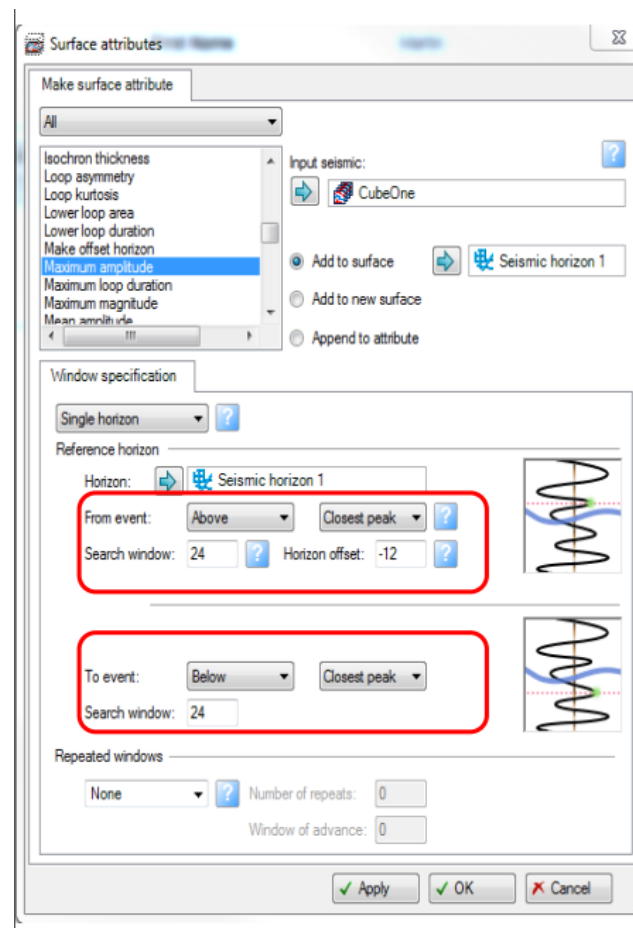 Surface attributes
Make surface attribute
All
Isochron thickness
Loop asymmetry
Loop kurtosis
Lower loop area
Lower loop duration
Make offset horizon
Maximum amplitude
Maximum loop duration
Maximum magnitude
Mean amplitude
Input seismic:
?
CubeOne
Add to surface Seismic horizon 1
Add to new surface
Append to attribute
Window specification
Single horizon ?
Reference horizon
Horizon: Seismic horizon 1
From event: Above Closest peak ?
Search window: 24 ? Horizon offset: -12 ?
To event: Below Closest peak
Search window: 24
Repeated windows
None ? Number of repeats: 0
Window of advance: 0
Apply OK Cancel